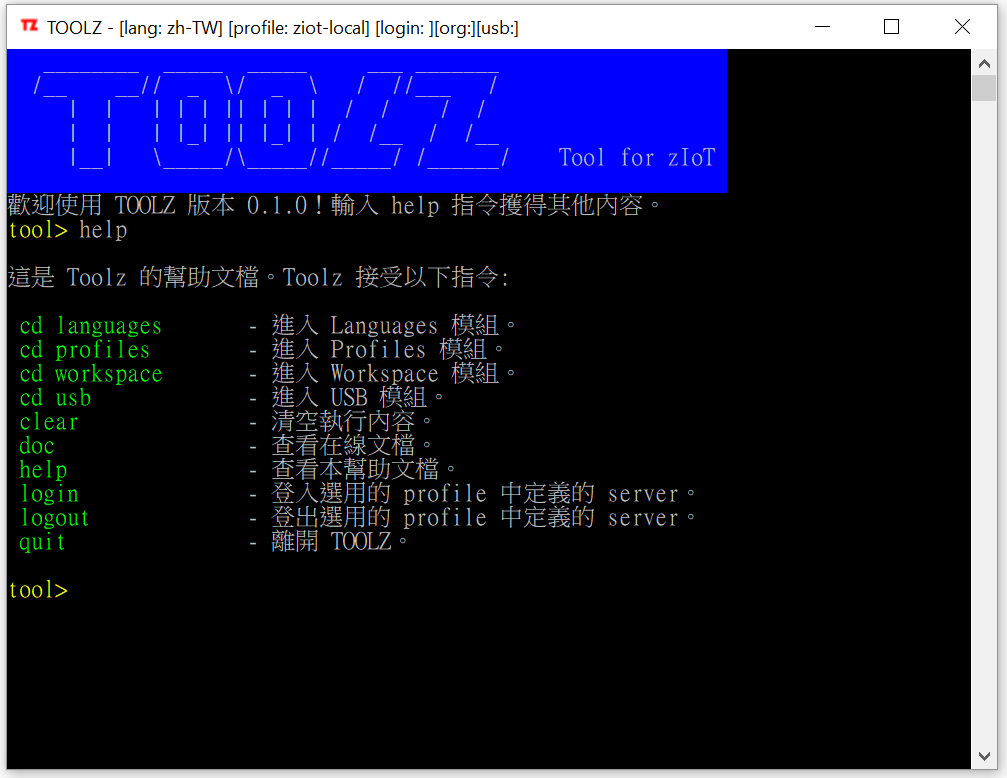 TZ TOOLZ - [lang: zh-TW] [profile: ziot-local] [login: ][org:][usb:]
TOOLZ
Tool for zIoT
歡迎使用 TOOLZ 版本 0.1.0！輸入 help 指令獲得其他內容。
tool> help
這是 Toolz 的幫助文檔。Toolz 接受以下指令:
cd languages - 進入 Languages 模組。
cd profiles - 進入 Profiles 模組。
cd workspace - 進入 Workspace 模組。
cd usb - 進入 USB 模組。
clear - 清空執行內容。
doc - 查看在線文檔。
help - 查看本幫助文檔。
login - 登入選用的 profile 中定義的 server。
logout - 登出選用的 profile 中定義的 server。
quit - 離開 TOOLZ。
tool>